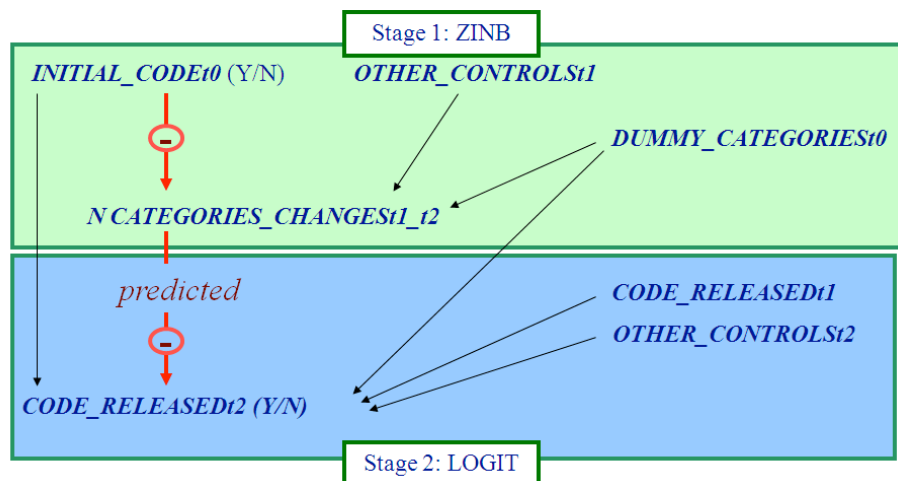 Stage 1: ZINB
INITIAL_CODEt0 (Y/N)
OTHER_CONTROLSt1
-
DUMMY_CATEGORIESt0
N CATEGORIES_CHANGESt1_t2
predicted
CODE_RELEASEDt1
OTHER_CONTROLSt2
-
CODE_RELEASEDt2 (Y/N)
Stage 2: LOGIT